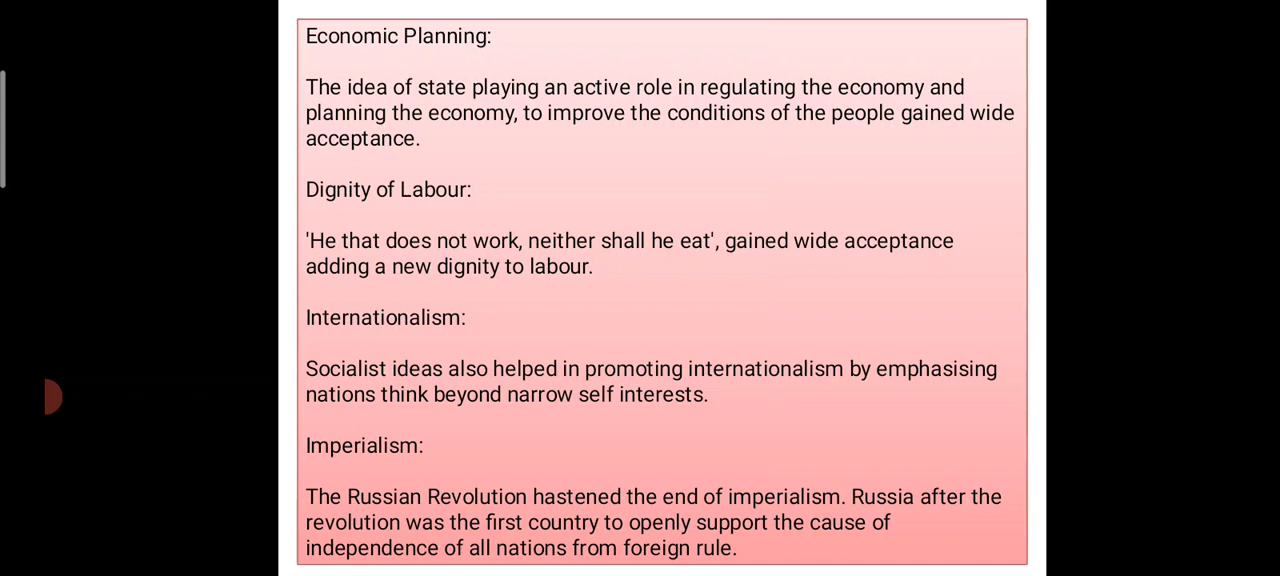 Economic Planning:
The idea of state playing an active role in regulating the economy and
planning the economy, to improve the conditions of the people gained wide
acceptance.
Dignity of Labour:
'He that does not work, neither shall he eat', gained wide acceptance
adding a new dignity to labour.
Internationalism:
Socialist ideas also helped in promoting internationalism by emphasising
nations think beyond narrow self interests.
Imperialism:
The Russian Revolution hastened the end of imperialism. Russia after the
revolution was the first country to openly support the cause of
independence of all nations from foreign rule.